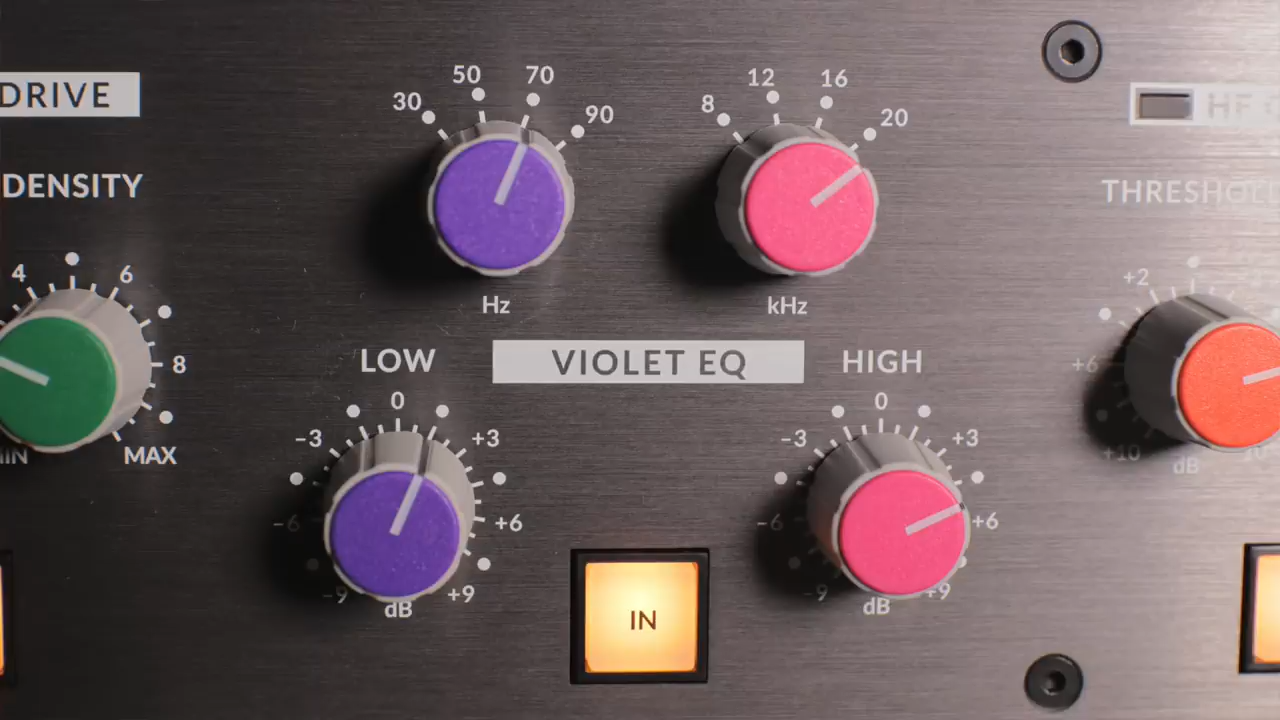 DRIVE
DENSITY
4
6
8
MAX
30
50
70
90
Hz
8
12
16
20
kHz
LOW
VIOLET EQ
HIGH
-3
0
+3
-6
+6
-9
dB
+9
IN
-3
0
+3
-6
+6
-9
dB
+9
HF
+2
+6
+10
dB